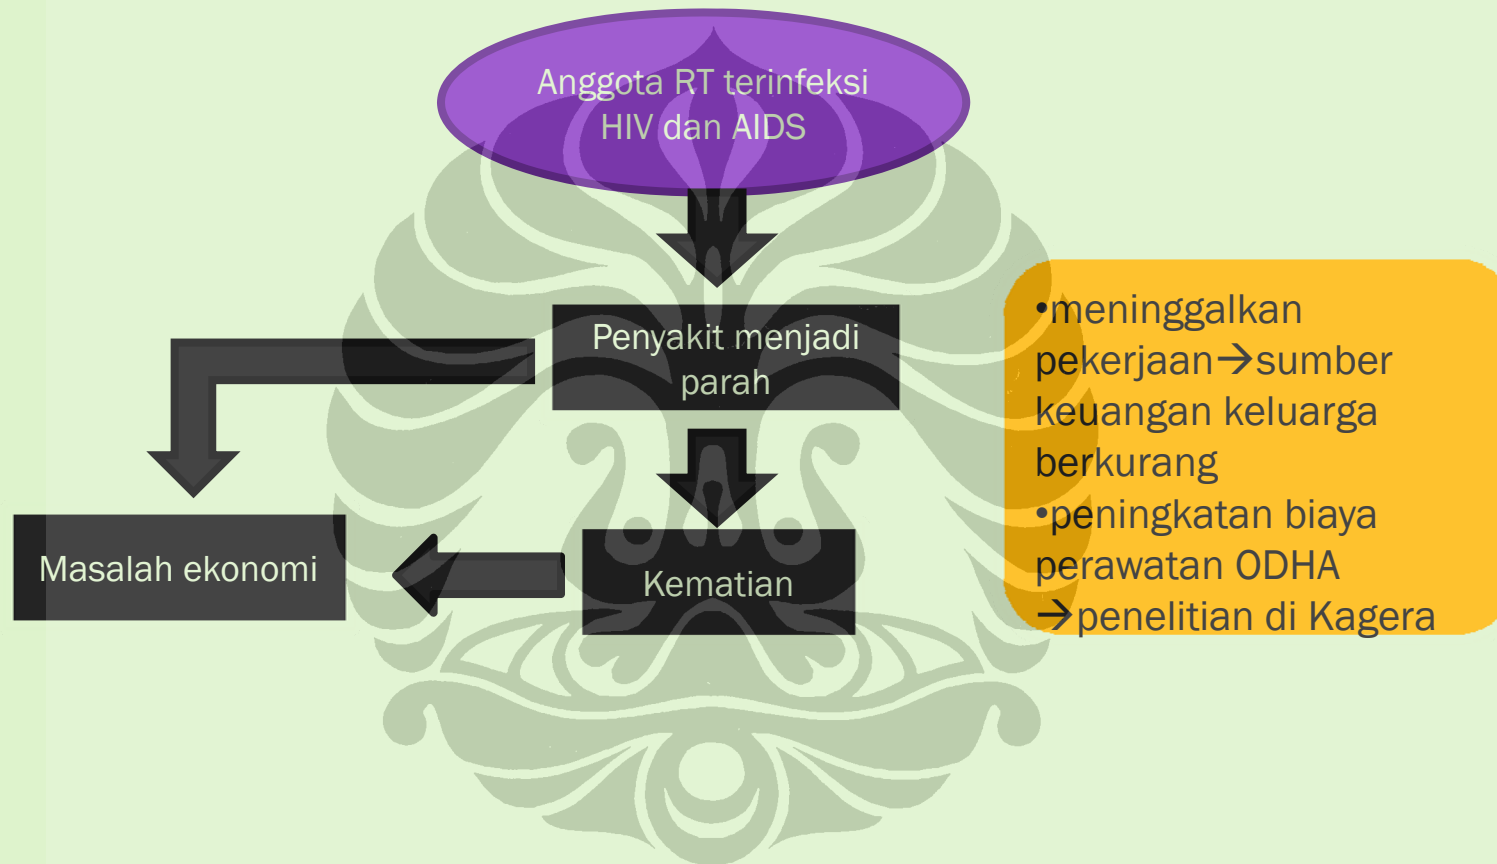 Anggota RT terinfeksi
HIV dan AIDS
Penyakit menjadi
parah
Masalah ekonomi
Kematian
•meninggalkan
pekerjaan→sumber
keuangan keluarga
berkurang
•peningkatan biaya
perawatan ODHA
→penelitian di Kagera